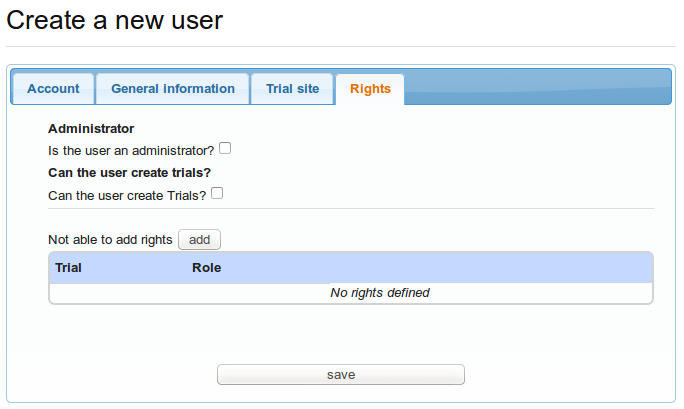 Create a new user
Account General information Trial site Rights
Administrator
Is the user an administrator?
Can the user create trials?
Can the user create Trials?
Not able to add rights add
Trial Role
No rights defined
save